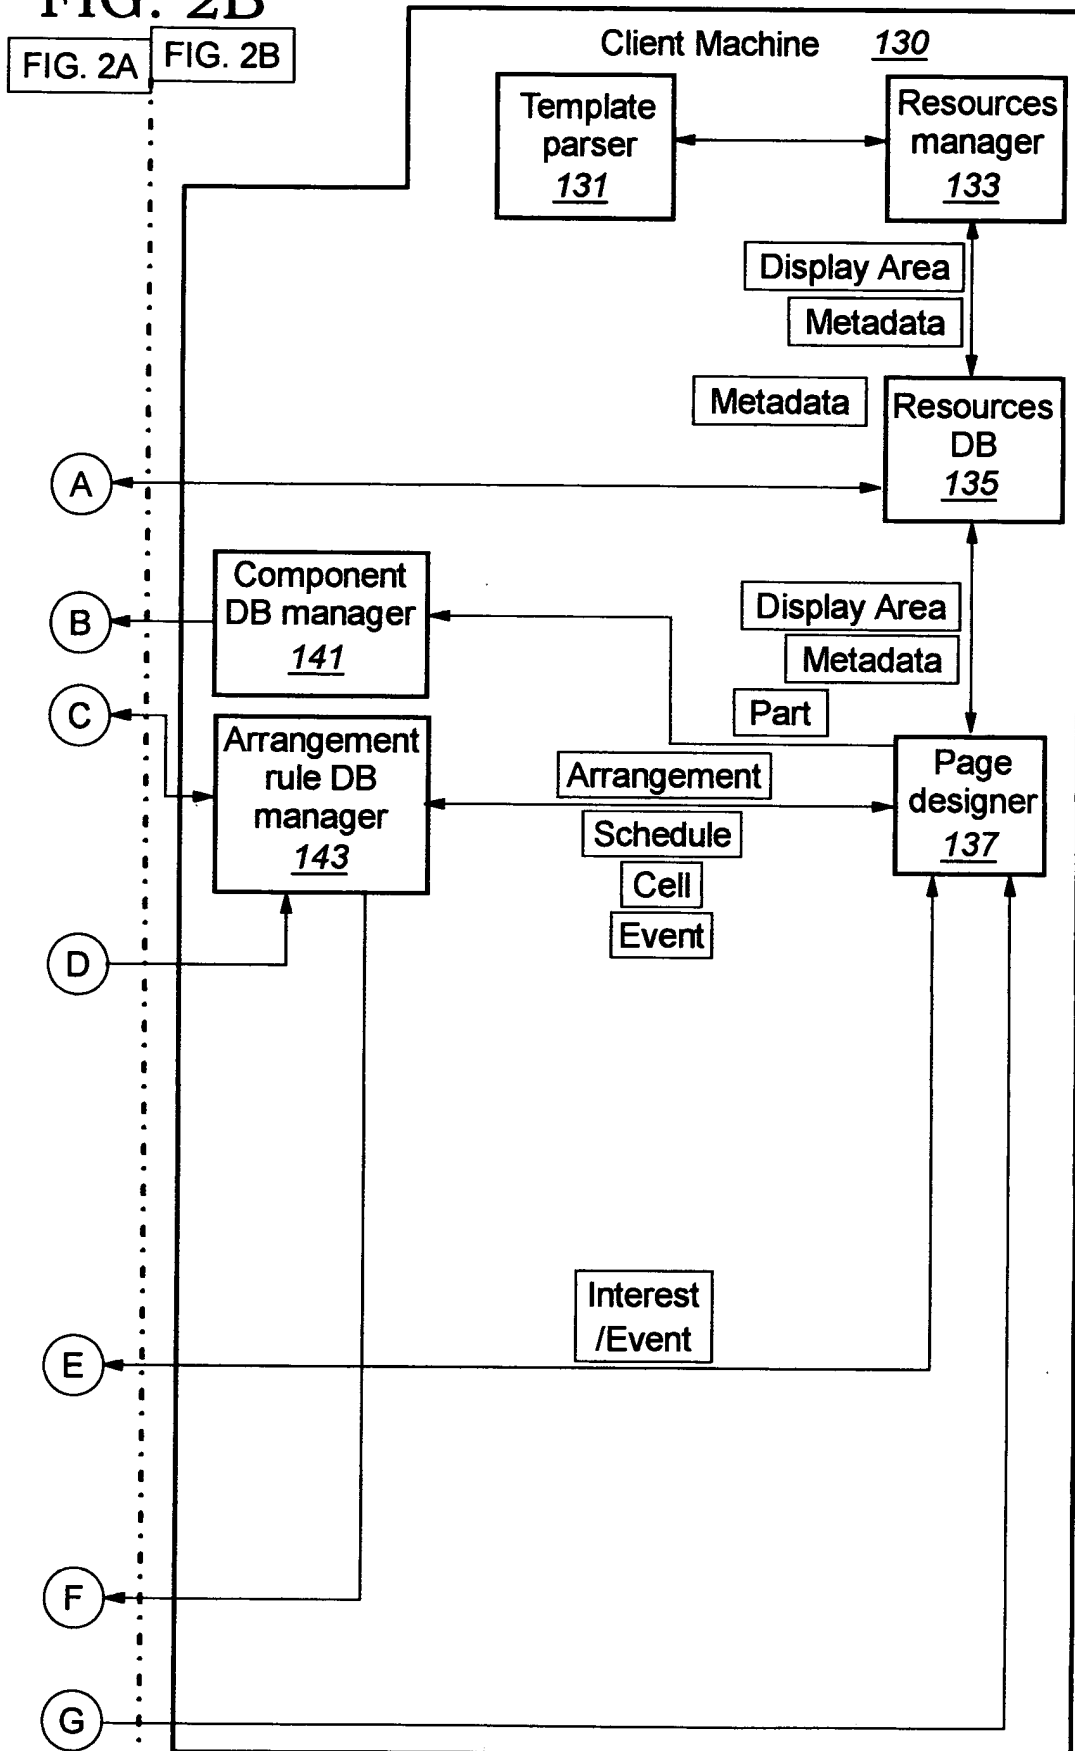 FIG. 2B
FIG. 2A
FIG. 2B
Client Machine 130
Template
parser
131
Resources
manager
133
Display Area
Metadata
Metadata
Resources
DB
135
A
Component
DB manager
141
B
Display Area
Metadata
Part
C
Arrangement
rule DB
manager
143
Arrangement
Schedule
Cell
Event
Page
designer
137
D
Interest
/Event
E
F
G